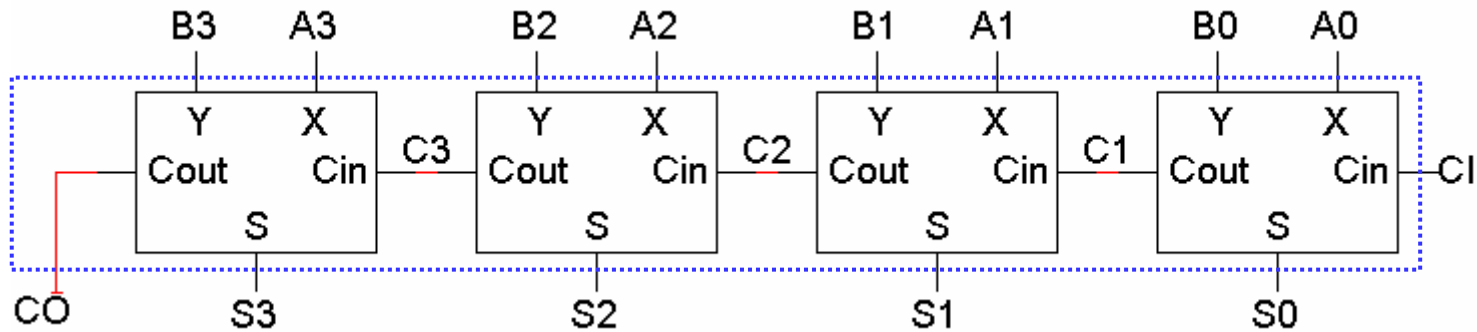 B3 A3 B2 A2 B1 A1 B0 A0
Y X Y X Y X Y X
C3 C2 C1
Cout Cin Cout Cin Cout Cin Cout Cin CI
S S S S
CO S3 S2 S1 S0